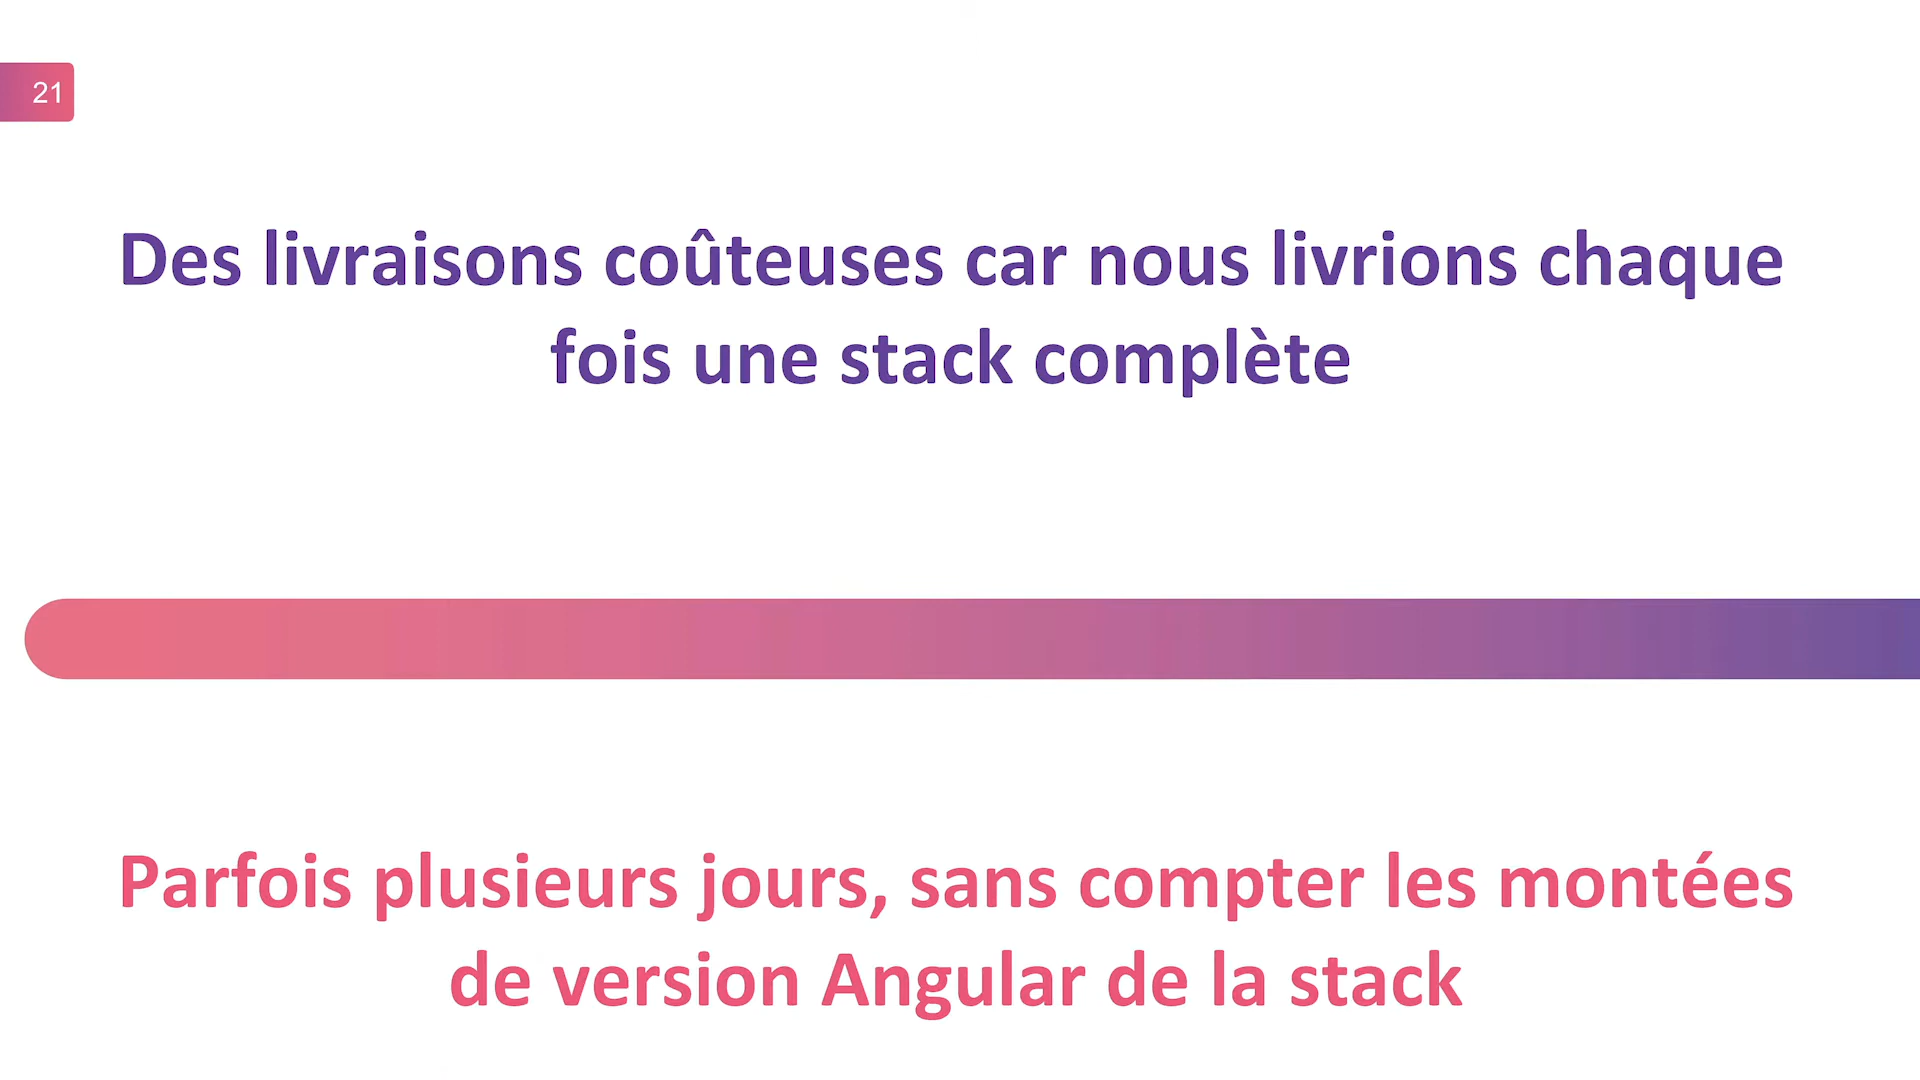 21
Des livraisons coûteuses car nous livrions chaque
fois une stack complète
Parfois plusieurs jours, sans compter les montées
de version Angular de la stack